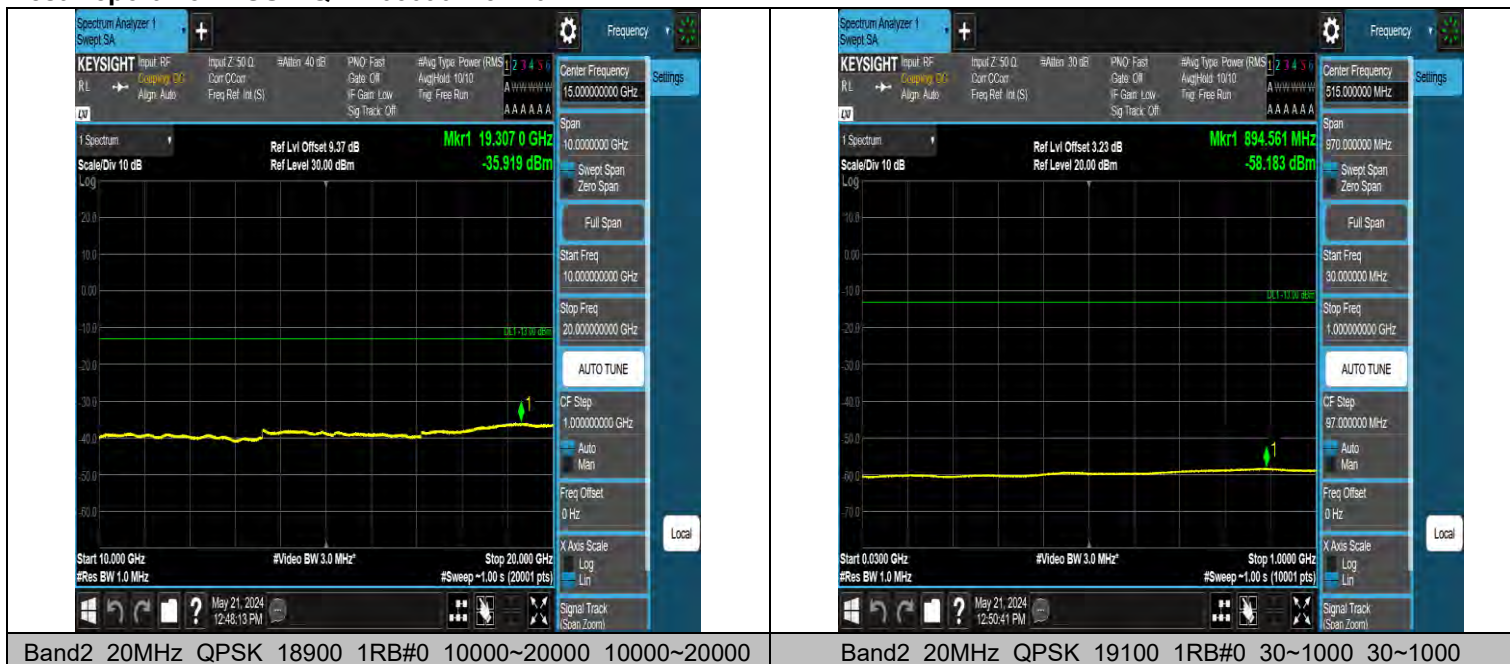 Spectrum Analyzer 1
Swept SA
+
Frequency
KEYSIGHT
Input: RF
Coupling: DC
Align: Auto
Input Z: 50 Ω
Corr CCorr
Freq Ref: Int (S)
#Atten: 40 dB
PNO: Fast
Gate: Off
IF Gain: Low
Sig Track: Off
#Avg Type: Power (RMS
Avg|Hold: 10/10
Trig: Free Run
1 2 3 4 5 6
A W W W W W
A A A A A A
RL
LXI
Center Frequency
15.000000000 GHz
Settings
1 Spectrum
Scale/Div 10 dB
Log
Ref Lvl Offset 9.37 dB
Ref Level 30.00 dBm
Mkr1 19.307 0 GHz
-35.919 dBm
Span
10.0000000 GHz
Swept Span
Zero Span
Full Span
Start Freq
10.000000000 GHz
Stop Freq
20.000000000 GHz
AUTO TUNE
CF Step
1.000000000 GHz
Auto
Man
Freq Offset
0 Hz
X Axis Scale
Log
Lin
Signal Track
(Span Zoom)
Local
20.0
10.0
0.00
-10.0
-20.0
-30.0
-40.0
-50.0
-60.0
DL1 -13.00 dBm
1
Start 10.000 GHz
#Res BW 1.0 MHz
#Video BW 3.0 MHz*
Stop 20.000 GHz
#Sweep ~1.00 s (20001 pts)
?
May 21, 2024
12:48:13 PM
Band2 20MHz QPSK 18900 1RB#0 10000~20000 10000~20000
Spectrum Analyzer 1
Swept SA
+
Frequency
KEYSIGHT
Input: RF
Coupling: DC
Align: Auto
Input Z: 50 Ω
Corr CCorr
Freq Ref: Int (S)
#Atten: 30 dB
PNO: Fast
Gate: Off
IF Gain: Low
Sig Track: Off
#Avg Type: Power (RMS
Avg|Hold: 10/10
Trig: Free Run
1 2 3 4 5 6
A W W W W W
A A A A A A
RL
LXI
Center Frequency
515.000000 MHz
Settings
1 Spectrum
Scale/Div 10 dB
Log
Ref Lvl Offset 3.23 dB
Ref Level 20.00 dBm
Mkr1 894.561 MHz
-58.183 dBm
Span
970.000000 MHz
Swept Span
Zero Span
Full Span
Start Freq
30.000000 MHz
Stop Freq
1.000000000 GHz
AUTO TUNE
CF Step
97.000000 MHz
Auto
Man
Freq Offset
0 Hz
X Axis Scale
Log
Lin
Signal Track
(Span Zoom)
Local
10.0
0.00
-10.0
-20.0
-30.0
-40.0
-50.0
-60.0
-70.0
DL1 -13.00 dBm
1
Start 0.0300 GHz
#Res BW 1.0 MHz
#Video BW 3.0 MHz*
Stop 1.0000 GHz
#Sweep ~1.00 s (10001 pts)
?
May 21, 2024
12:50:41 PM
Band2 20MHz QPSK 19100 1RB#0 30~1000 30~1000